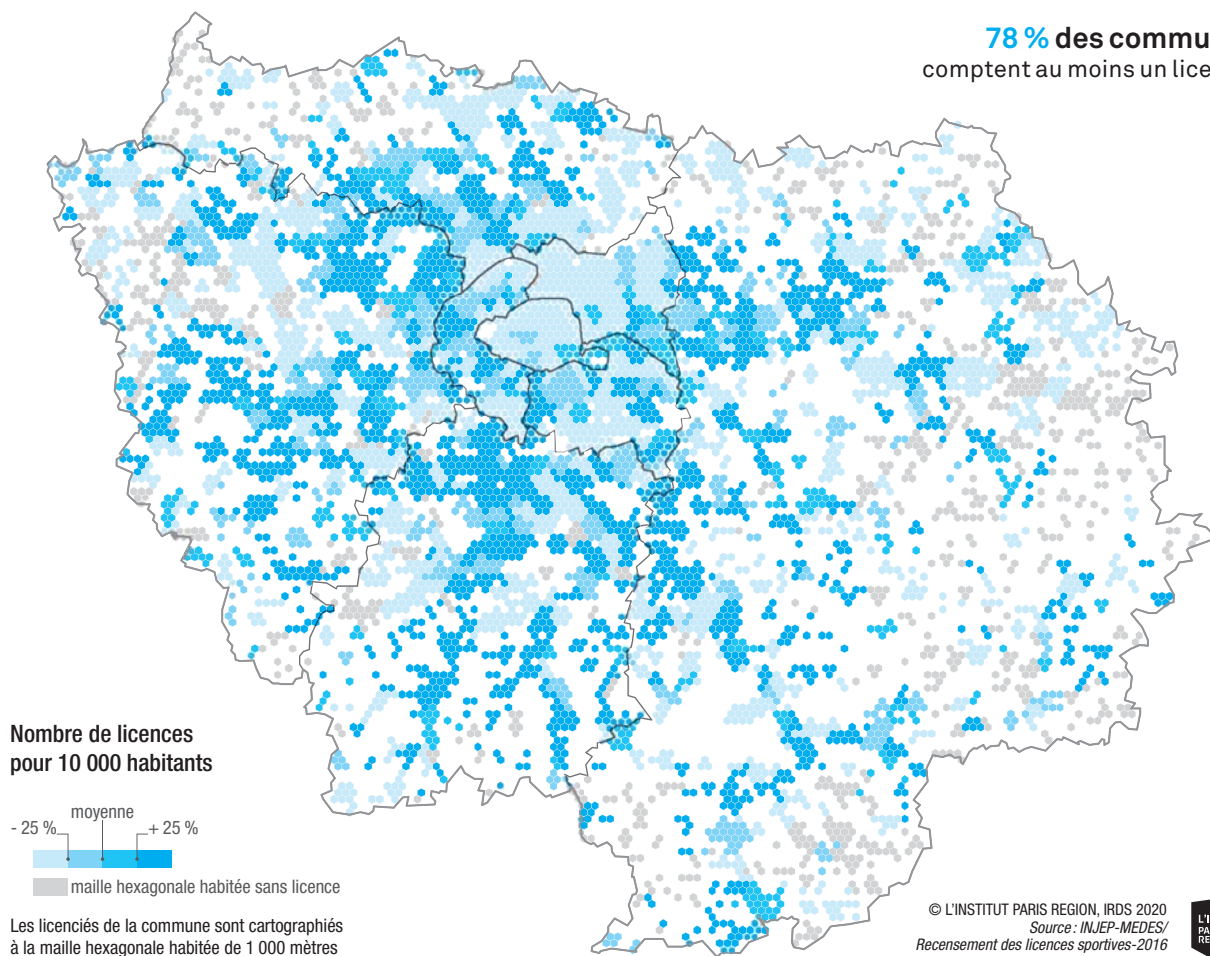 78 % des commu
comptent au moins un lice
Nombre de licences
pour 10 000 habitants
moyenne
- 25 %
+ 25 %
maille hexagonale habitée sans licence
Les licenciés de la commune sont cartographiés
à la maille hexagonale habitée de 1 000 mètres
© L'INSTITUT PARIS REGION, IRDS 2020
Source : INJEP-MEDES/
Recensement des licences sportives-2016
L'I
PA
RE